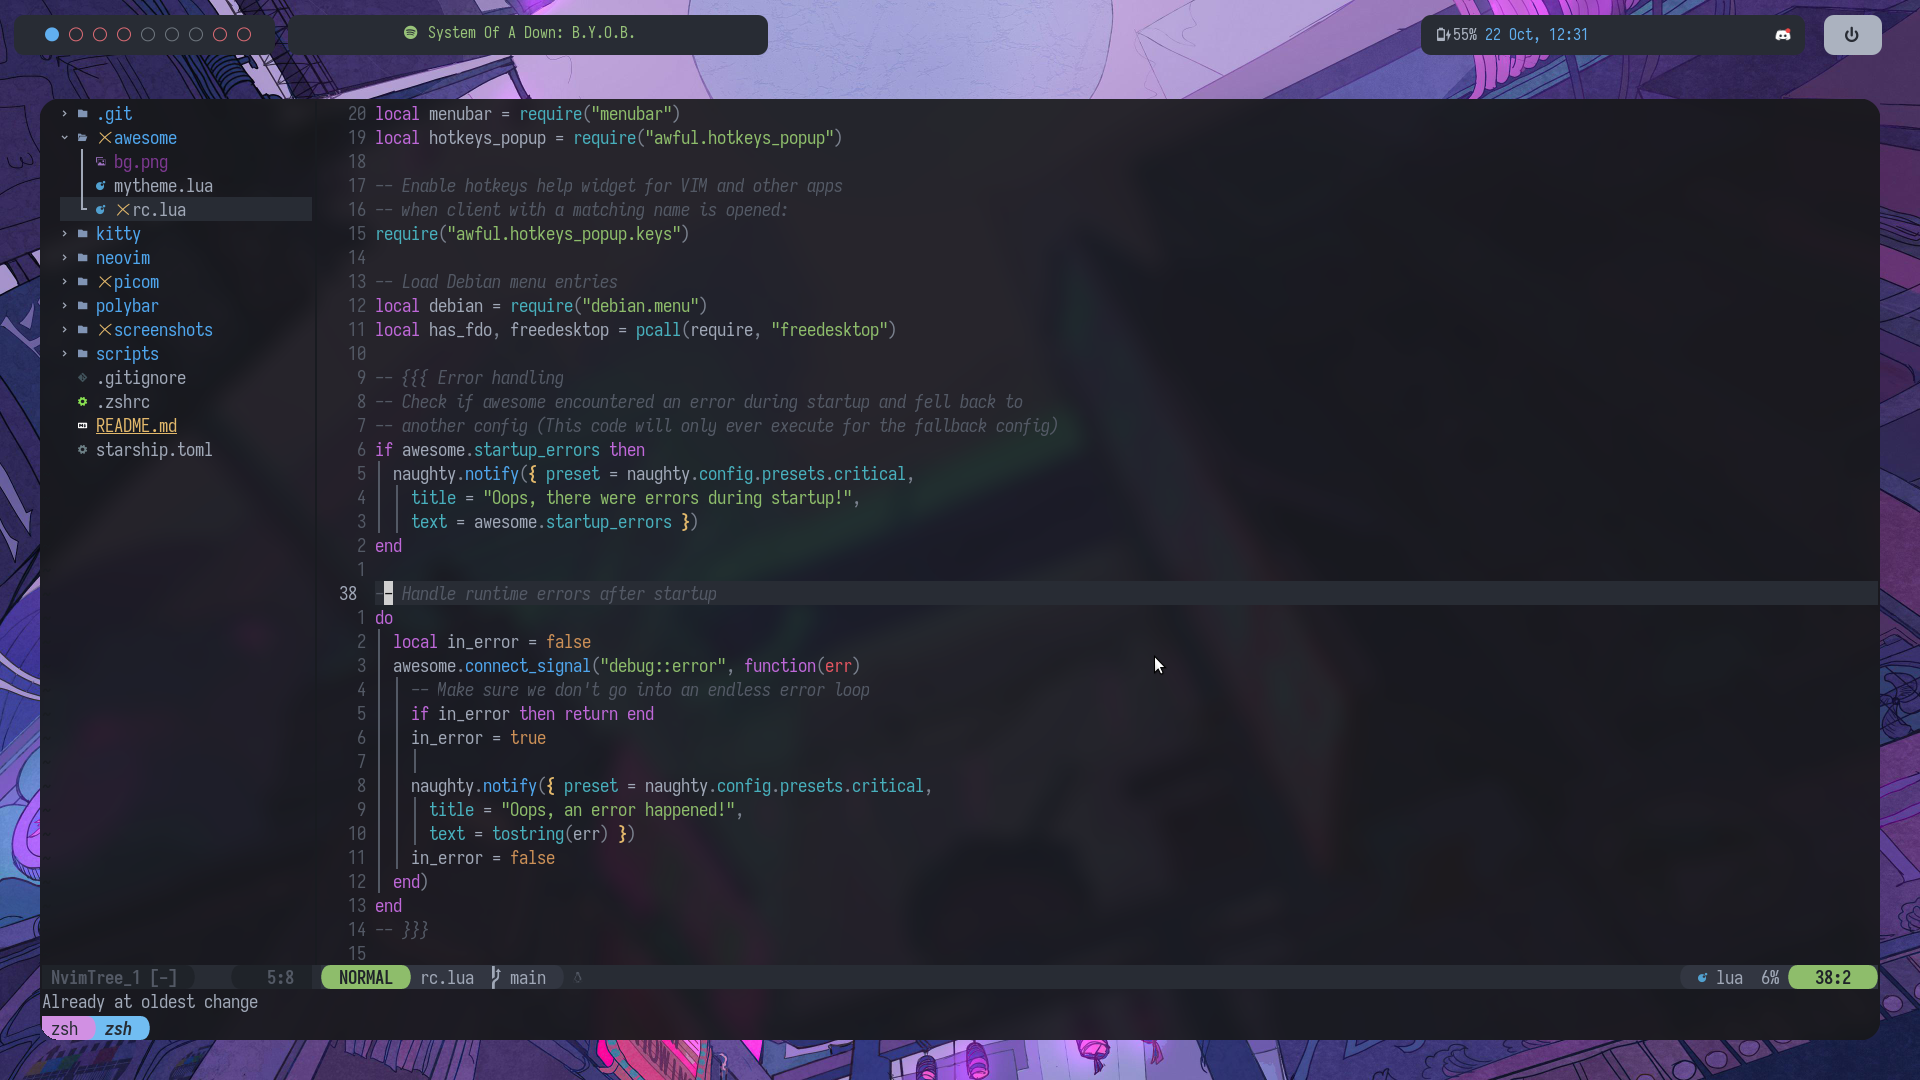 System Of A Down: B.Y.O.B.
55% 22 Oct, 12:31
.git
awesome
bg.png
mytheme.lua
rc.lua
kitty
neovim
picom
polybar
screenshots
scripts
.gitignore
.zshrc
README.md
starship.toml
20 local menubar = require("menubar")
19 local hotkeys_popup = require("awful.hotkeys_popup")
18
17 -- Enable hotkeys help widget for VIM and other apps
16 -- when client with a matching name is opened:
15 require("awful.hotkeys_popup.keys")
14
13 -- Load Debian menu entries
12 local debian = require("debian.menu")
11 local has_fdo, freedesktop = pcall(require, "freedesktop")
10
9 -- {{{ Error handling
8 -- Check if awesome encountered an error during startup and fell back to
7 -- another config (This code will only ever execute for the fallback config)
6 if awesome.startup_errors then
5 naughty.notify({ preset = naughty.config.presets.critical,
4 title = "Oops, there were errors during startup!",
3 text = awesome.startup_errors })
2 end
1
38 -- Handle runtime errors after startup
1 do
2 local in_error = false
3 awesome.connect_signal("debug::error", function(err)
4 -- Make sure we don't go into an endless error loop
5 if in_error then return end
6 in_error = true
7
8 naughty.notify({ preset = naughty.config.presets.critical,
9 title = "Oops, an error happened!",
10 text = tostring(err) })
11 in_error = false
12 end)
13 end
14 -- }}}
15
NvimTree_1 [-] 5:8 NORMAL rc.lua main lua 6% 38:2
Already at oldest change
zsh zsh